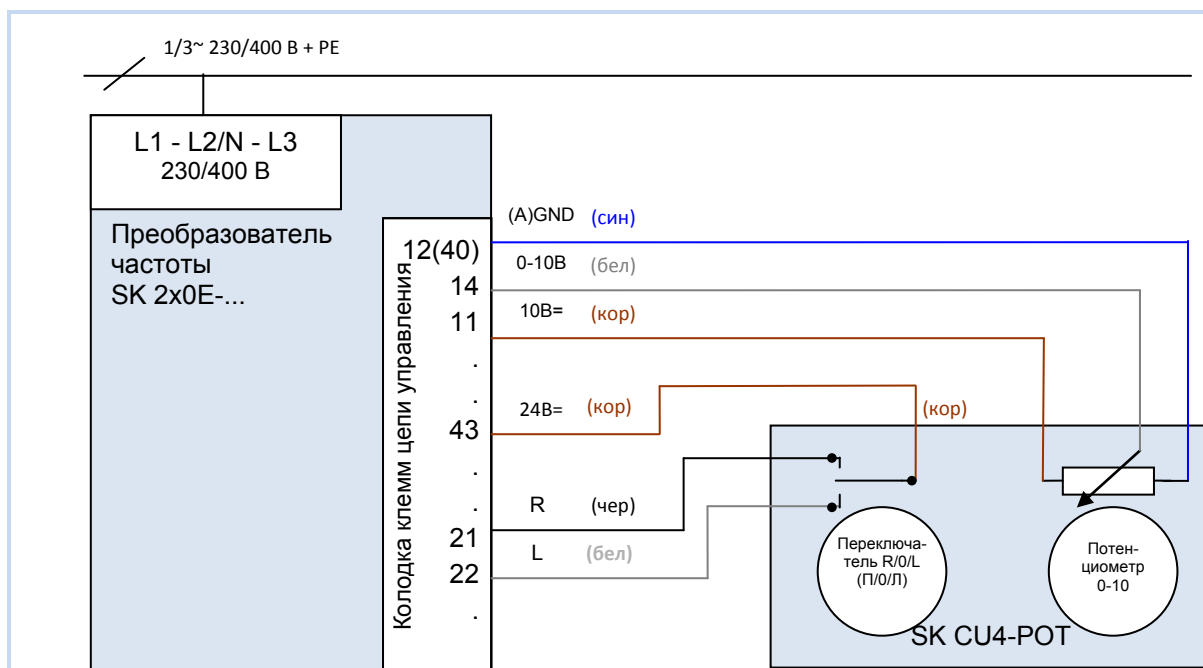 1/3~ 230/400 В + PE
L1 - L2/N - L3
230/400 В
Преобразователь
частоты
SK 2x0E-...
Колодка клемм цепи управления
12(40)
14
11
.
.
43
.
.
21
22
.
(A)GND (син)
0-10В (бел)
10В= (кор)
24В= (кор)
(кор)
R (чер)
L (бел)
Переключа-
тель R/0/L
(П/0/Л)
Потен-
циометр
0-10
SK CU4-POT